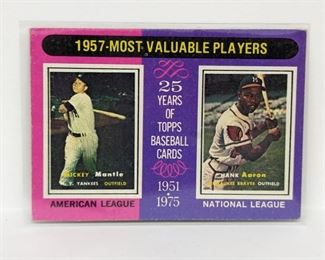 1957-MOST VALUABLE PLAYERS
25
YEARS OF
TOPPS
BASEBALL
CARDS
1951
1975
MICKEY Mantle
N. Y. YANKEES OUTFIELD
AMERICAN LEAGUE
HANK Aaron
MILWAUKEE BRAVES OUTFIELD
NATIONAL LEAGUE